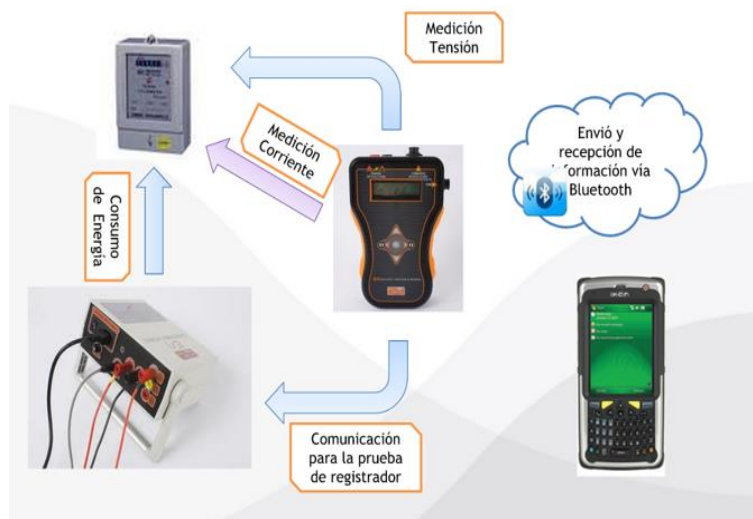 Medición
Tensión
Medición
Corriente
Envió y
recepción de
información vía
Bluetooth
Consumo
de Energía
Comunicación
para la prueba
de registrador